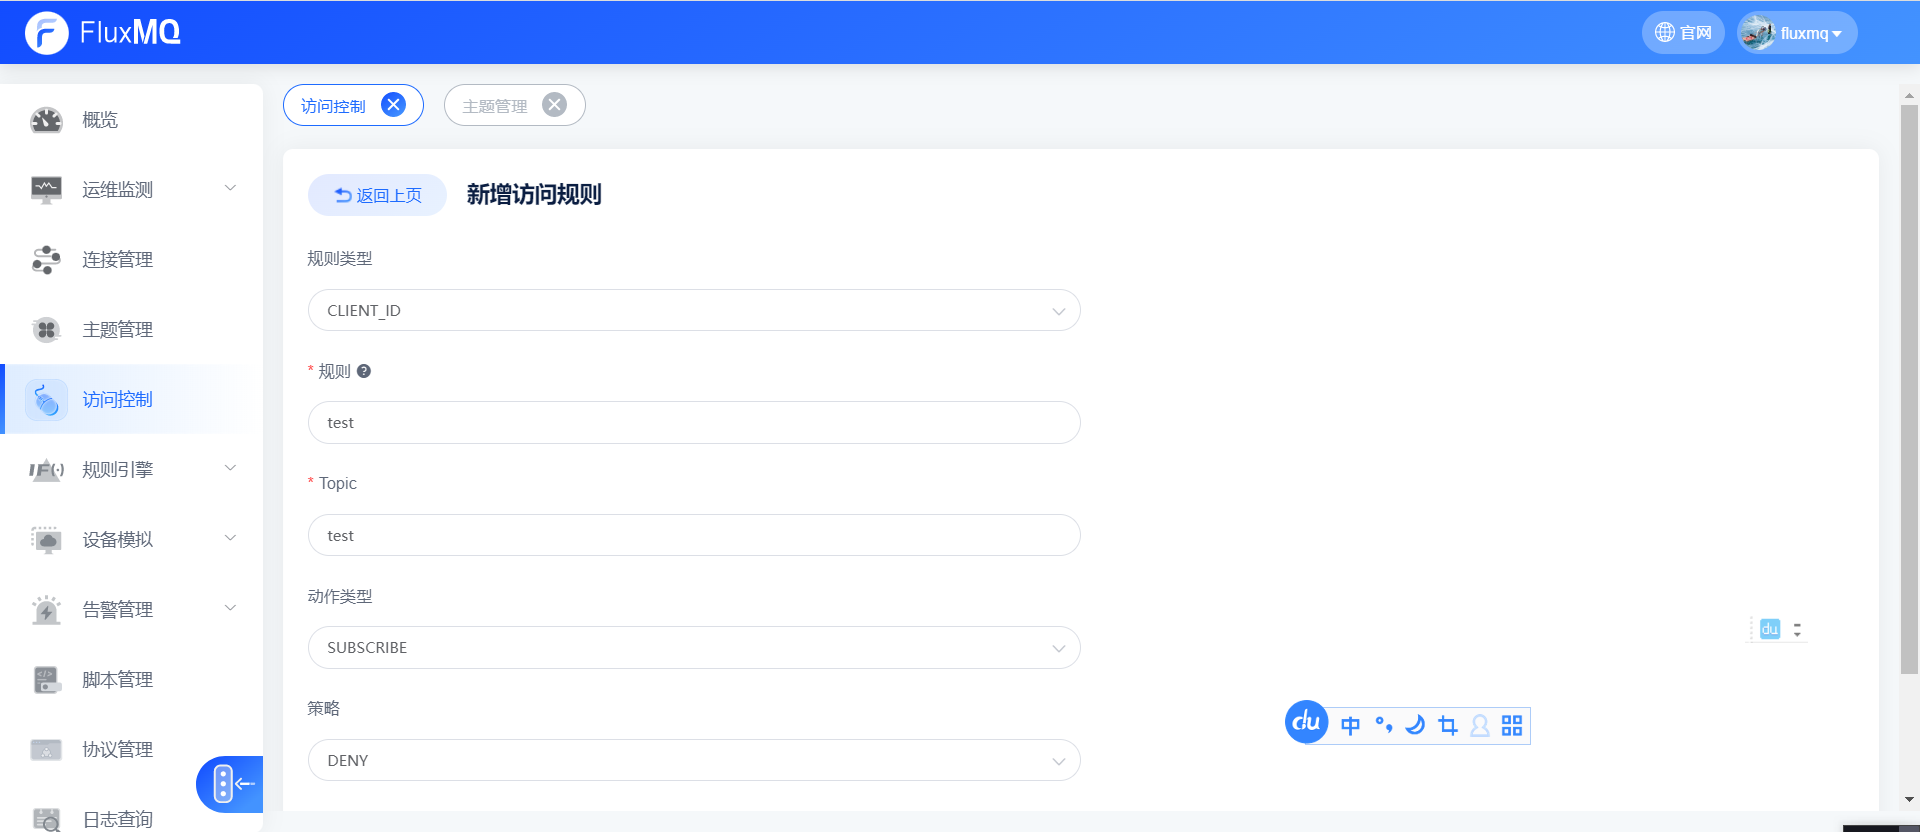 FluxMQ
官网
fluxmq
概览
运维监测
连接管理
主题管理
访问控制
规则引擎
设备模拟
告警管理
脚本管理
协议管理
日志查询
访问控制
主题管理
返回上页
新增访问规则
规则类型
CLIENT_ID
* 规则
test
* Topic
test
动作类型
SUBSCRIBE
策略
DENY
du
du 中 °,